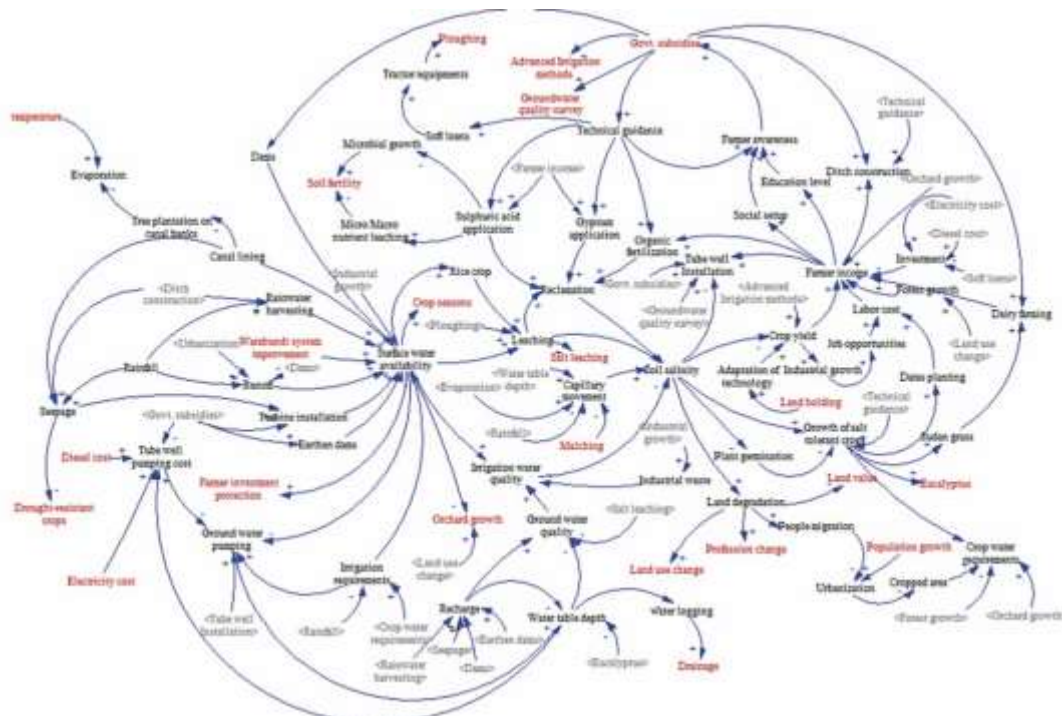 Ploughing
Govt. subsidies
Advanced Irrigation
methods
Tractor equipments
Groundwater
quality survey
<Technical
guidance>
Temperature
Soft loans
Technical guidance
Farmer awareness
Microbial growth
Dams
Evaporation
<Farmer income>
Ditch construction
Soil fertility
Education level
<Orchard growth>
Micro/Macro
nutrient leaching
Sulphuric acid
application
Gypsum
application
Social setup
<Electricity cost>
Tree plantation on
canal banks
Organic
fertilization
<Diesel cost>
Canal lining
Tube well
Installation
Investment
<Industrial
growth>
Rice crop
Reclamation
<Govt. subsidies>
Farmer income
<Soft loans>
<Advanced
Irrigation methods>
Forest growth
<Ditch
construction>
Rainwater
harvesting
Crop seasons
<Groundwater
quality survey>
Labor cost
Dairy farming
<Ploughing>
Leaching
Crop yield
<Land use
change>
<Urbanization>
Warabandi system
improvement
<Dams>
Surface water
availability
Salt leaching
Job opportunities
Rainfall
Runoff
<Water table
depth>
Capillary
movement
Soil salinity
Adaptation of
technology
Industrial growth
Dates planting
<Evaporation>
Land holding
Seepage
<Govt. subsidies>
Turbine installation
<Rainfall>
Mulching
<Industrial
growth>
<Technical
guidance>
Earthen dams
Growth of salt
tolerant crops
Sudan grass
Diesel cost
Tube well
pumping cost
Plant germination
Farmer investment
protection
Irrigation water
quality
Industrial waste
Land value
Eucalyptus
Drought-resistant
crops
Orchard growth
Land degradation
Ground water
pumping
Ground water
quality
<Salt leaching>
People migration
Profession change
Population growth
Electricity cost
Irrigation
requirements
<Land use
change>
Land use change
Crop water
requirements
Urbanization
Cropped area
<Tube well
Installation>
<Rainfall>
<Crop water
requirements>
Recharge
<Earthen dams>
Water table depth
Water logging
<Forest growth>
<Orchard growth>
<Seepage>
<Rainwater
harvesting>
<Dams>
<Eucalyptus>
Drainage